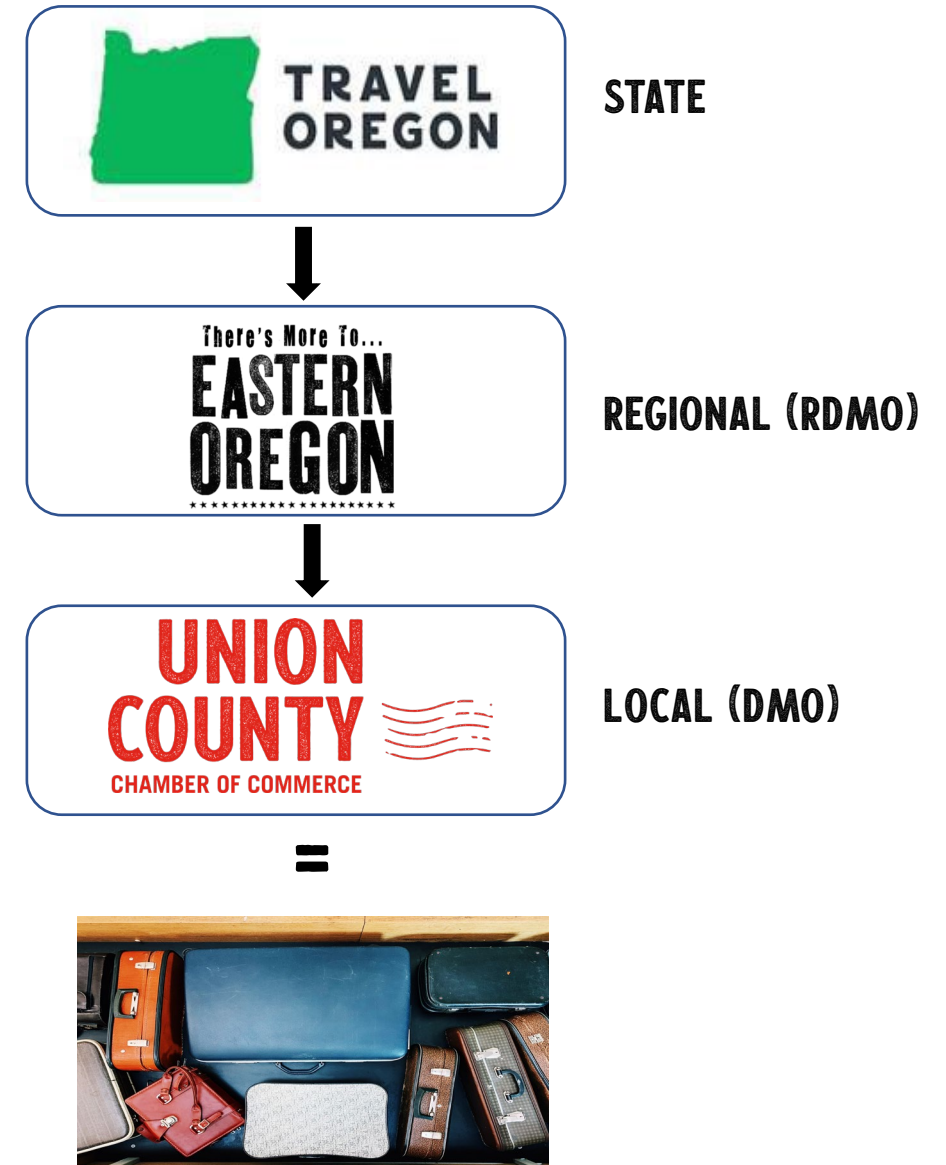 TRAVEL
OREGON
STATE
There's More To...
EASTERN
OREGON
REGIONAL (RDMO)
UNION
COUNTY
CHAMBER OF COMMERCE
LOCAL (DMO)
=